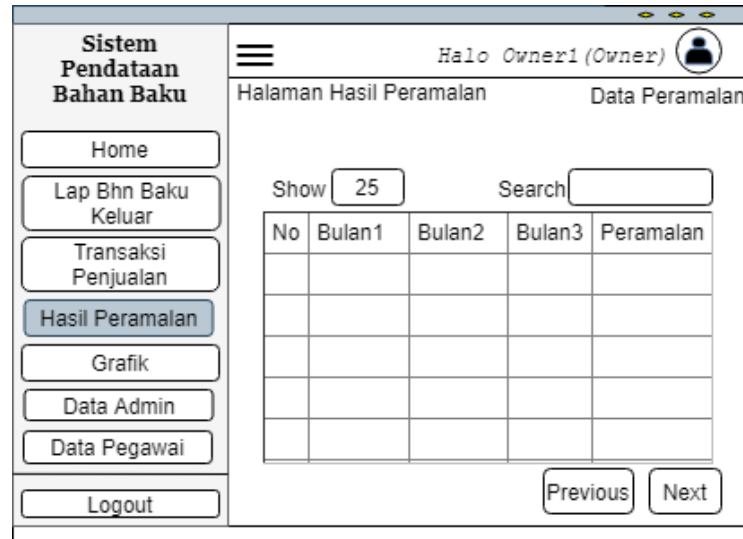 Sistem
Pendataan
Bahan Baku
Halo Owner1(Owner)
Halaman Hasil Peramalan Data Peramalan
Home
Lap Bhn Baku
Keluar
Transaksi
Penjualan
Hasil Peramalan
Grafik
Data Admin
Data Pegawai
Logout
Show 25 Search
No Bulan1 Bulan2 Bulan3 Peramalan
Previous Next